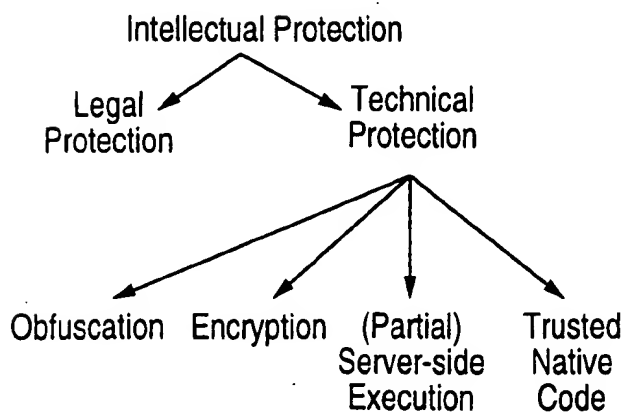 Intellectual Protection
Legal
Protection
Technical
Protection
Obfuscation
Encryption
(Partial)
Server-side
Execution
Trusted
Native
Code